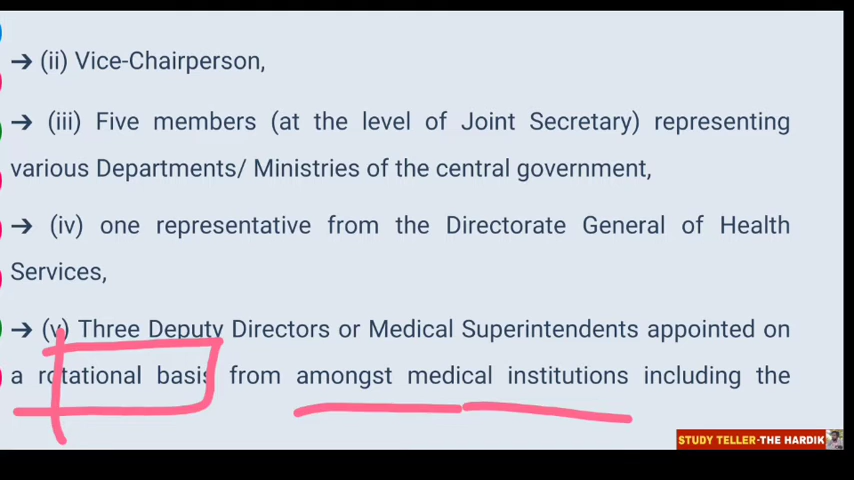 → (ii) Vice-Chairperson,
→ (iii) Five members (at the level of Joint Secretary) representing
various Departments/ Ministries of the central government,
→ (iv) one representative from the Directorate General of Health
Services,
→ (v) Three Deputy Directors or Medical Superintendents appointed on
a rotational basis from amongst medical institutions including the
STUDY TELLER-THE HARDIK